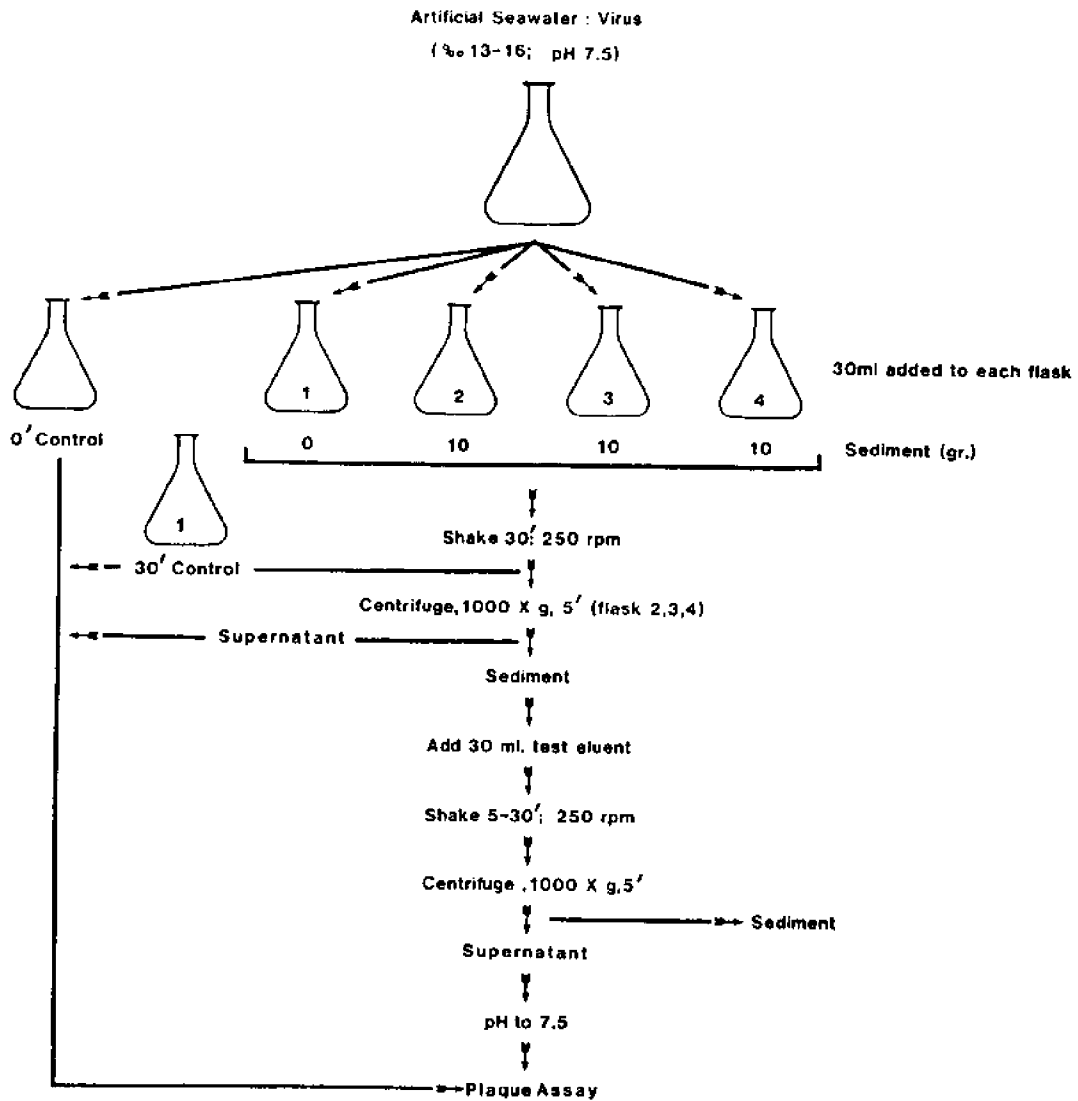 Artificial Seawater : Virus
(‰ 13-16; pH 7.5)
1
2
3
4
30ml added to each flask
0′ Control
0
10
10
10
Sediment (gr.)
1
Shake 30′; 250 rpm
30′ Control
Centrifuge, 1000 X g, 5′ (flask 2,3,4)
Supernatant
Sediment
Add 30 ml. test eluent
Shake 5-30′; 250 rpm
Centrifuge . 1000 X g, 5′
Sediment
Supernatant
pH to 7.5
Plaque Assay